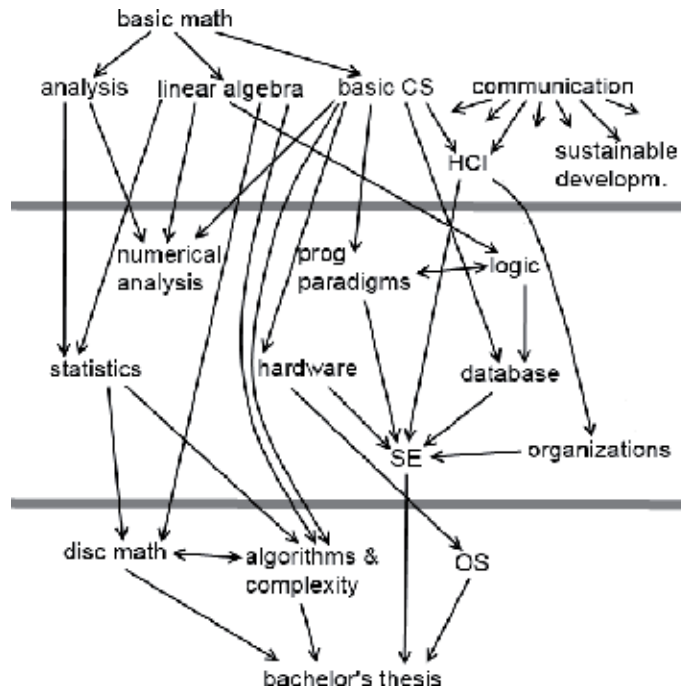 basic math
analysis
linear algebra
basic CS
communication
HCI
sustainable
developm.
numerical
analysis
prog
paradigms
logic
statistics
hardware
database
SE
organizations
disc math
algorithms &
complexity
OS
bachelor's thesis